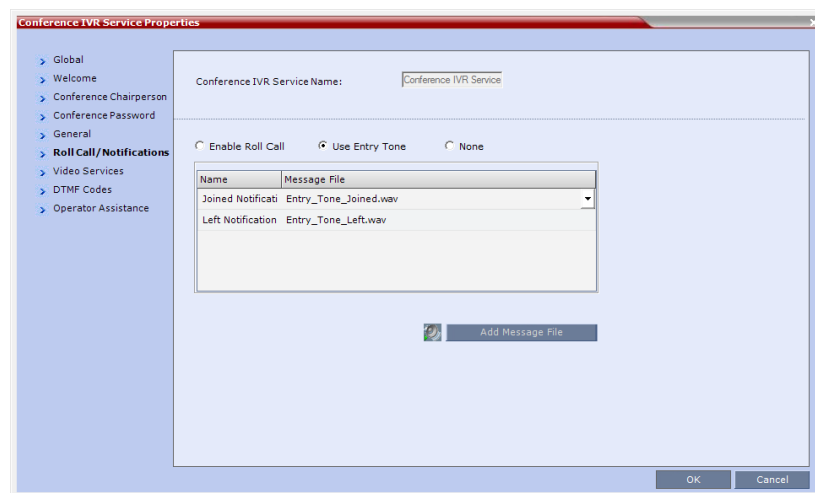 Conference IVR Service Properties
Global
Welcome
Conference Chairperson
Conference Password
General
Roll Call/Notifications
Video Services
DTMF Codes
Operator Assistance
Conference IVR Service Name: Conference IVR Service
Enable Roll Call Use Entry Tone None
Name Message File
Joined Notificati Entry_Tone_Joined.wav
Left Notification Entry_Tone_Left.wav
Add Message File
OK Cancel